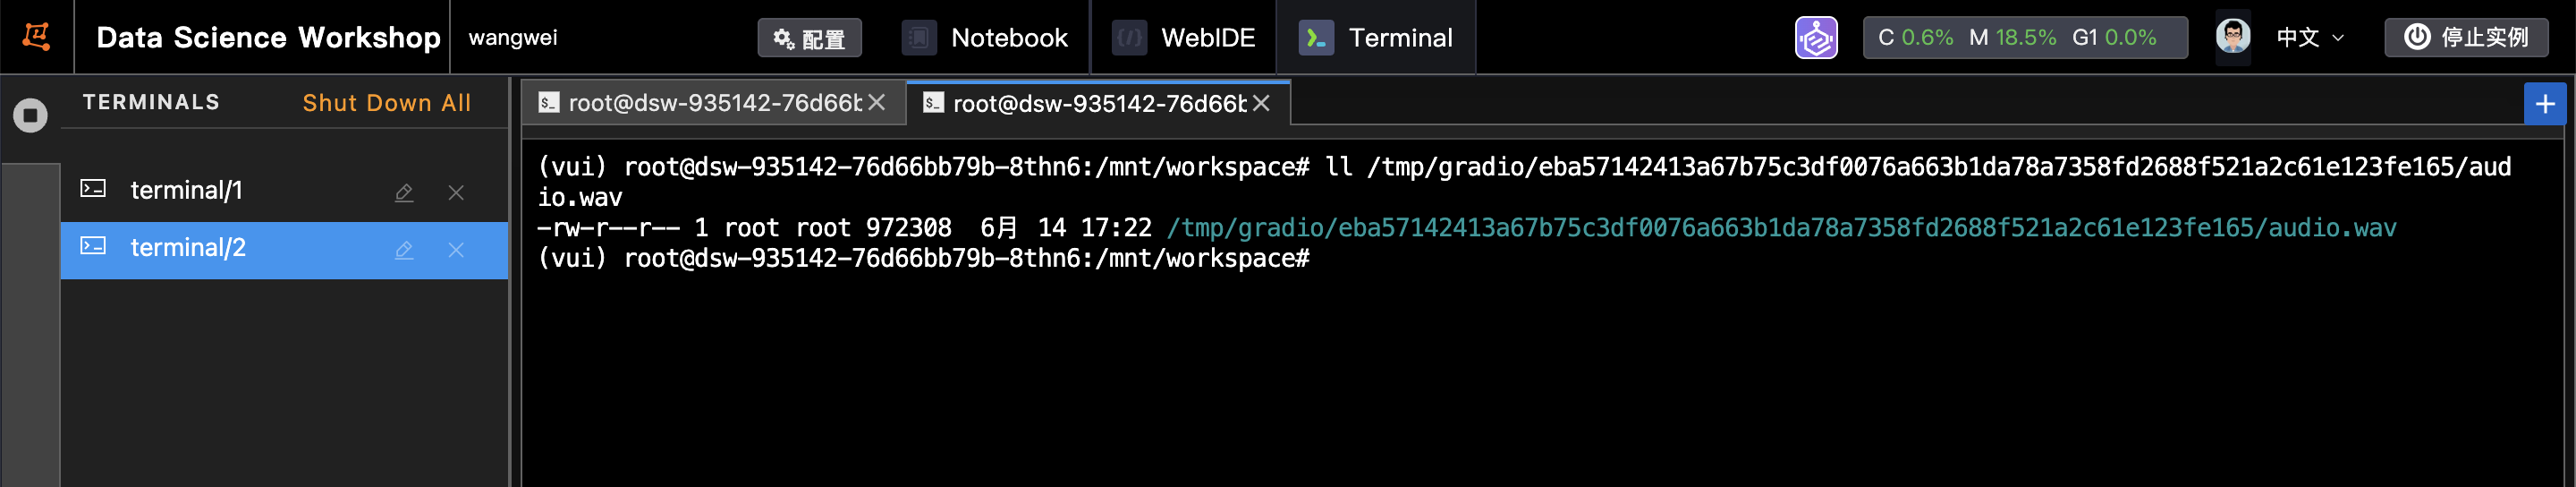 Data Science Workshop
wangwei
配置
Notebook
WebIDE
Terminal
C 0.6% M 18.5% G1 0.0%
中文
停止实例
TERMINALS
Shut Down All
terminal/1
terminal/2
root@dsw-935142-76d66b
root@dsw-935142-76d66b
(vui) root@dsw-935142-76d66bb79b-8thn6:/mnt/workspace# ll /tmp/gradio/eba57142413a67b75c3df0076a663b1da78a7358fd2688f521a2c61e123fe165/aud
io.wav
-rw-r--r-- 1 root root 972308  6月 14 17:22 /tmp/gradio/eba57142413a67b75c3df0076a663b1da78a7358fd2688f521a2c61e123fe165/audio.wav
(vui) root@dsw-935142-76d66bb79b-8thn6:/mnt/workspace#